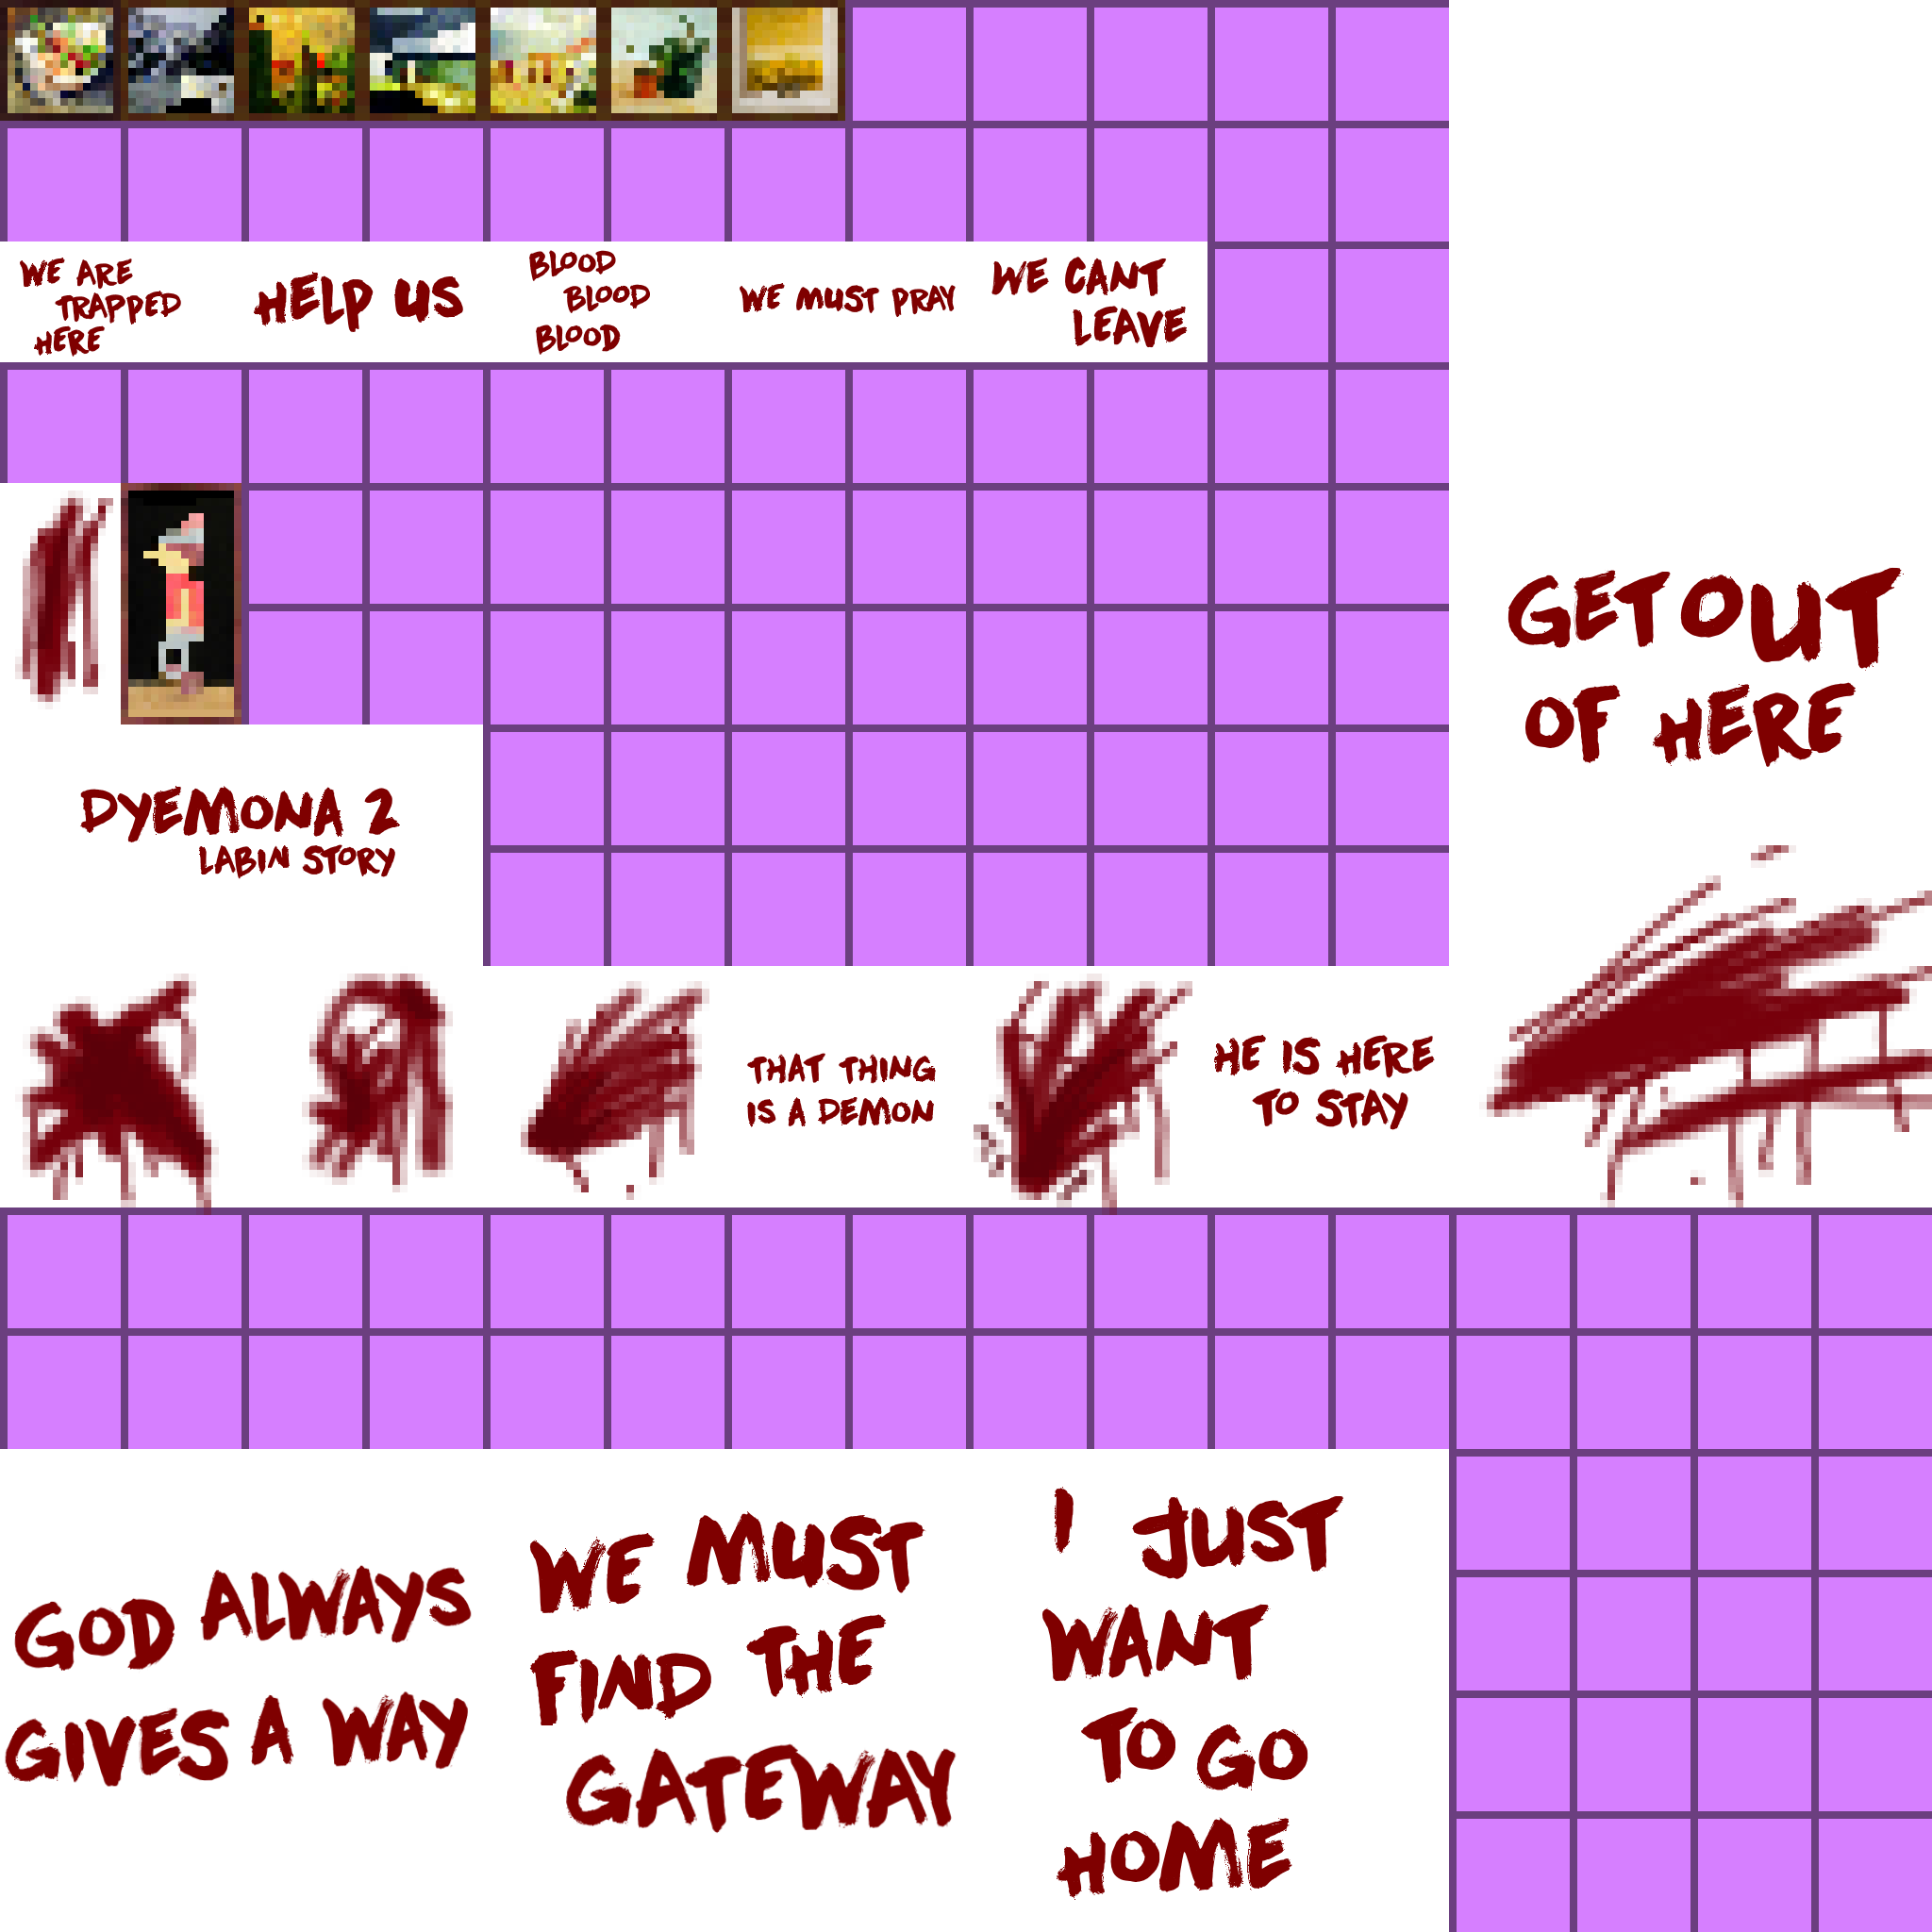 WE ARE
TRAPPED
HERE
HELP US
BLOOD
BLOOD
BLOOD
WE MUST PRAY
WE CANT
LEAVE
GET OUT
OF HERE
DYEMONA 2
LABIN STORY
THAT THING
IS A DEMON
HE IS HERE
TO STAY
GOD ALWAYS
GIVES A WAY
WE MUST
FIND THE
GATEWAY
I JUST
WANT
TO GO
HOME